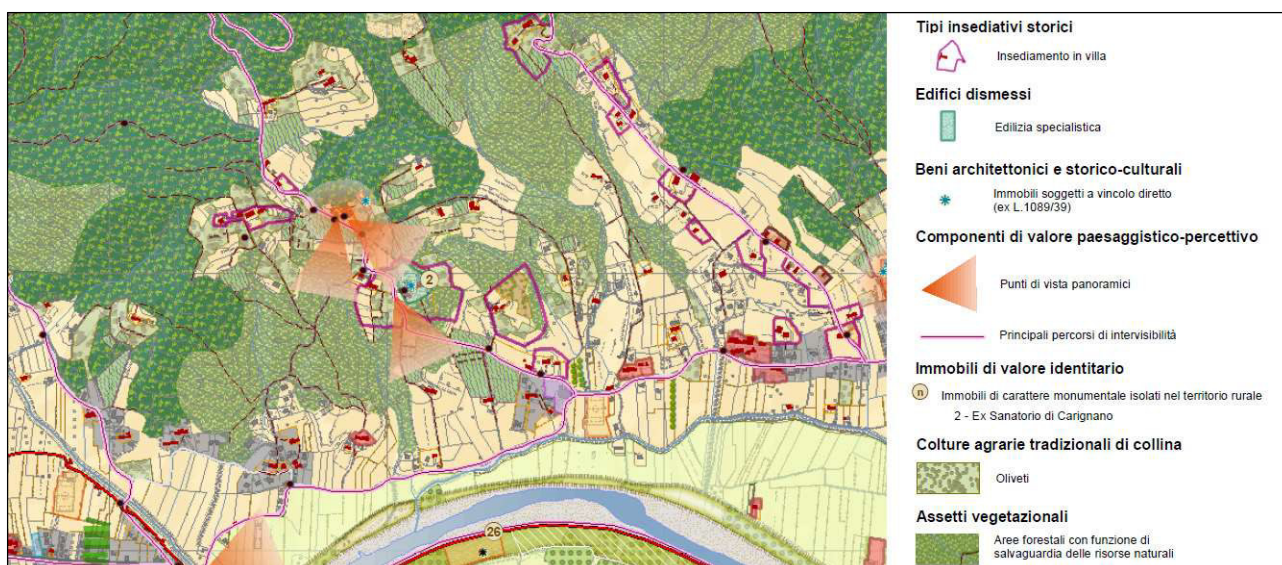 Tipi insediativi storici
Insediamento in villa
Edifici dismessi
Edilizia specialistica
Beni architettonici e storico-culturali
Immobili soggetti a vincolo diretto
(ex L.1089/39)
Componenti di valore paesaggistico-percettivo
Punti di vista panoramici
Principali percorsi di intervisibilità
Immobili di valore identitario
n Immobili di carattere monumentale isolati nel territorio rurale
2 - Ex Sanatorio di Carignano
Colture agrarie tradizionali di collina
Oliveti
Assetti vegetazionali
Aree forestali con funzione di
salvaguardia delle risorse naturali
2
26